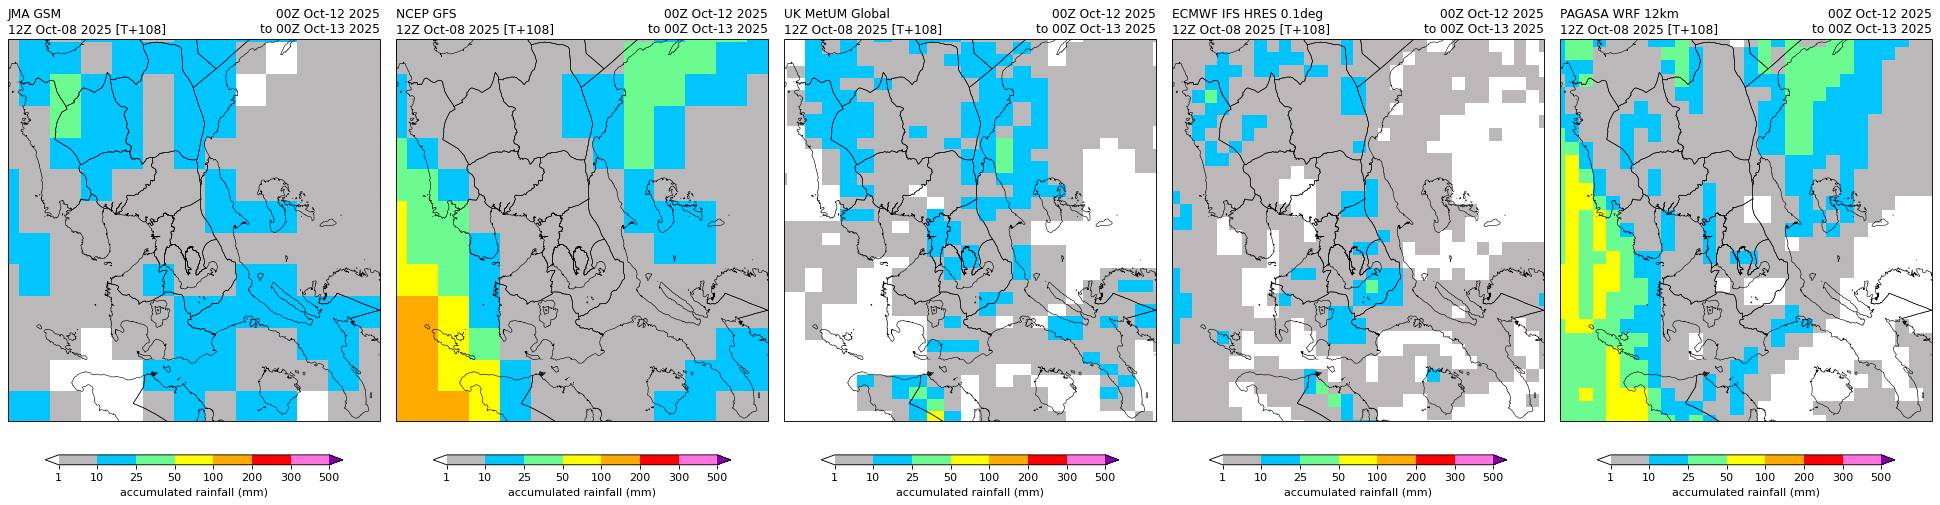 JMA GSM 00Z Oct-12 2025
12Z Oct-08 2025 [T+108] to 00Z Oct-13 2025
1 10 25 50 100 200 300 500
accumulated rainfall (mm)
NCEP GFS 00Z Oct-12 2025
12Z Oct-08 2025 [T+108] to 00Z Oct-13 2025
1 10 25 50 100 200 300 500
accumulated rainfall (mm)
UK MetUM Global 00Z Oct-12 2025
12Z Oct-08 2025 [T+108] to 00Z Oct-13 2025
1 10 25 50 100 200 300 500
accumulated rainfall (mm)
ECMWF IFS HRES 0.1deg 00Z Oct-12 2025
12Z Oct-08 2025 [T+108] to 00Z Oct-13 2025
1 10 25 50 100 200 300 500
accumulated rainfall (mm)
PAGASA WRF 12km 00Z Oct-12 2025
12Z Oct-08 2025 [T+108] to 00Z Oct-13 2025
1 10 25 50 100 200 300 500
accumulated rainfall (mm)